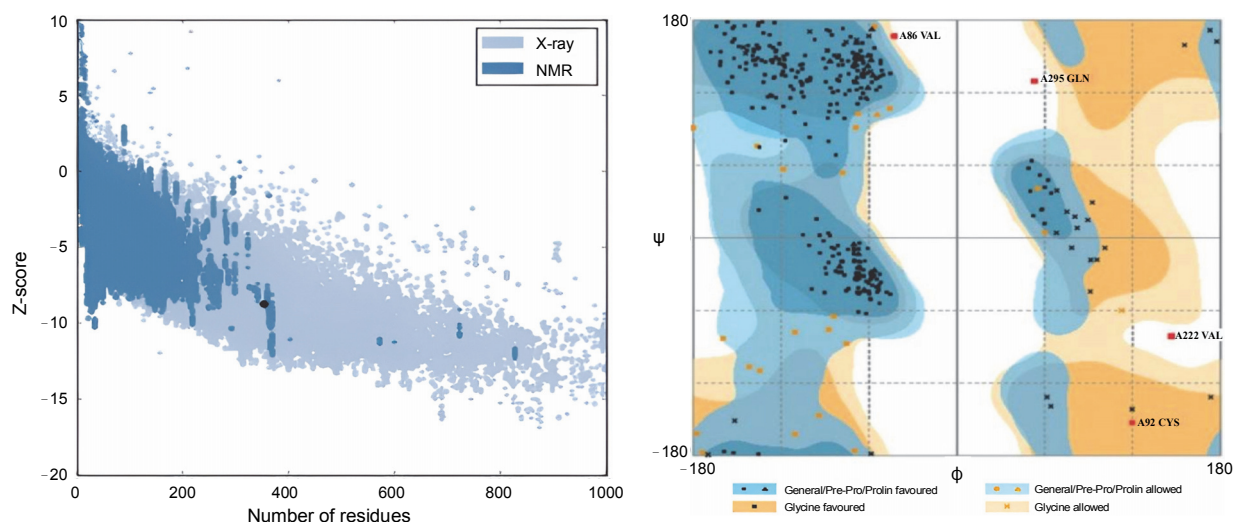 10
5
0
−5
−10
−15
−20
Z-score
0
200
400
600
800
1000
Number of residues
X-ray
NMR
180
ψ
−180
−180
φ
180
A86 VAL
A295 GLN
A222 VAL
A92 CYS
General/Pre-Pro/Prolin favoured
General/Pre-Pro/Prolin allowed
Glycine favoured
Glycine allowed